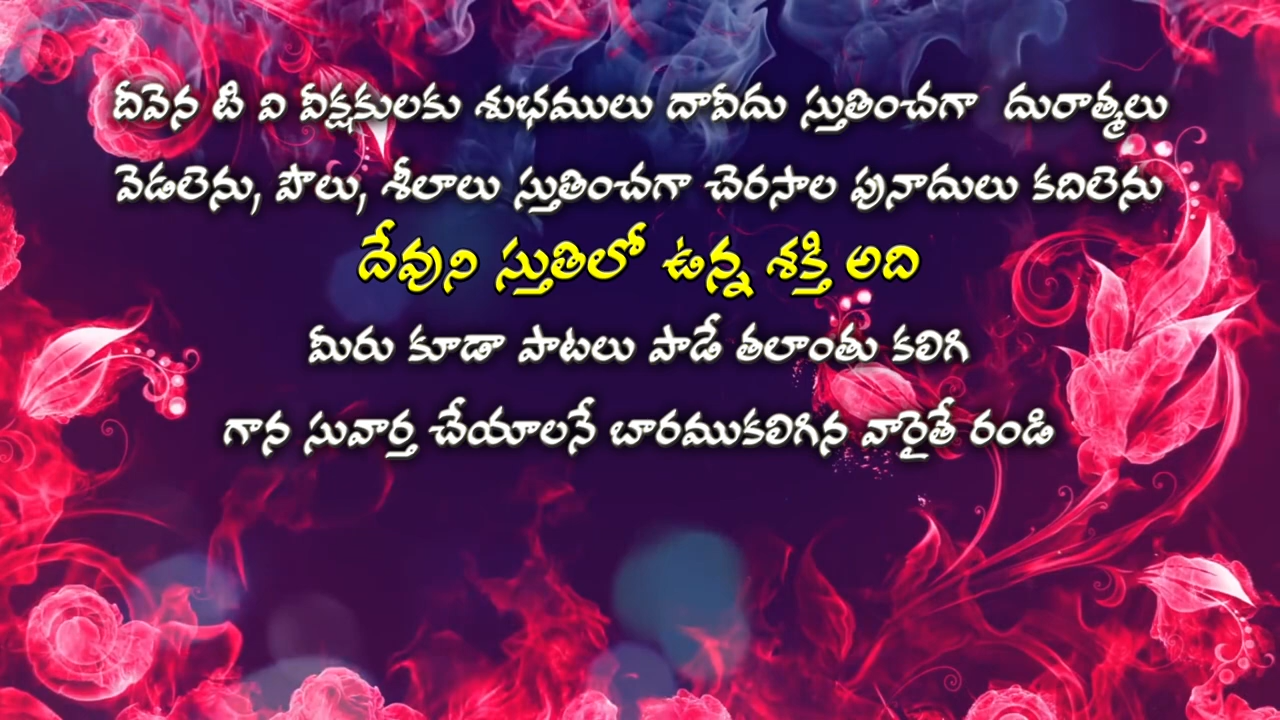 దీవెన టి వి వీక్షకులకు శుభములు దావీదు స్తుతించగా దురాత్మలు
వెడలెను, పౌలు, శీలాలు స్తుతించగా చెరసాల పునాదులు కదిలెను
దేవుని స్తుతిలో ఉన్న శక్తి అది
మీరు కూడా పాటలు పాడే తలాంతు కలిగి
గాన సువార్త చేయాలనే బారముకలిగిన వారైతే రండి